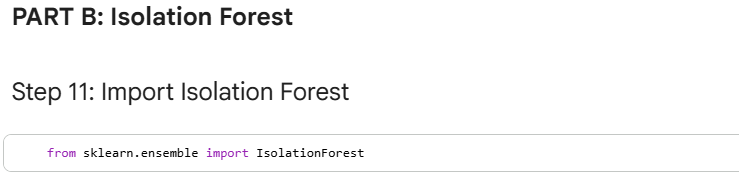 PART B: Isolation Forest
Step 11: Import Isolation Forest
from sklearn.ensemble import IsolationForest